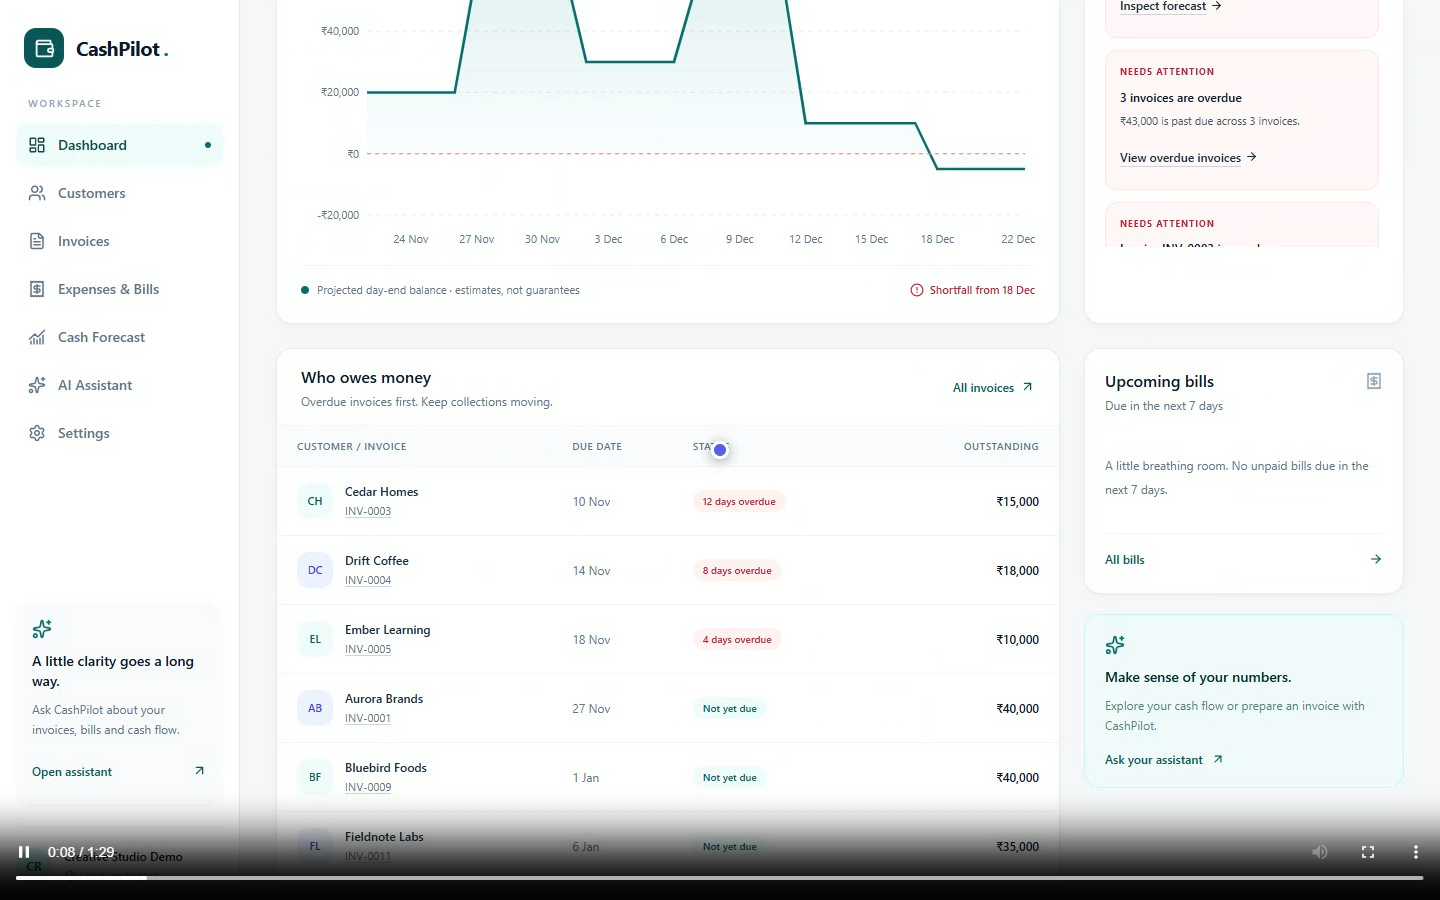 CashPilot.
WORKSPACE
Dashboard
Customers
Invoices
Expenses & Bills
Cash Forecast
AI Assistant
Settings
A little clarity goes a long
way.
Ask CashPilot about your
invoices, bills and cash flow.
Open assistant
CR
Creative Studio Demo
₹40,000
₹20,000
₹0
-₹20,000
24 Nov
27 Nov
30 Nov
3 Dec
6 Dec
9 Dec
12 Dec
15 Dec
18 Dec
22 Dec
Projected day-end balance · estimates, not guarantees
Shortfall from 18 Dec
Inspect forecast
NEEDS ATTENTION
3 invoices are overdue
₹43,000 is past due across 3 invoices.
View overdue invoices
NEEDS ATTENTION
Who owes money
Overdue invoices first. Keep collections moving.
All invoices
CUSTOMER / INVOICE
DUE DATE
OUTSTANDING
CH
Cedar Homes
INV-0003
10 Nov
12 days overdue
₹15,000
DC
Drift Coffee
INV-0004
14 Nov
8 days overdue
₹18,000
EL
Ember Learning
INV-0005
18 Nov
4 days overdue
₹10,000
AB
Aurora Brands
INV-0001
27 Nov
Not yet due
₹40,000
BF
Bluebird Foods
INV-0009
1 Jan
Not yet due
₹40,000
FL
Fieldnote Labs
INV-0011
6 Jan
Not yet due
₹35,000
Upcoming bills
Due in the next 7 days
A little breathing room. No unpaid bills due in the
next 7 days.
All bills
Make sense of your numbers.
Explore your cash flow or prepare an invoice with
CashPilot.
Ask your assistant
0:08 / 1:29